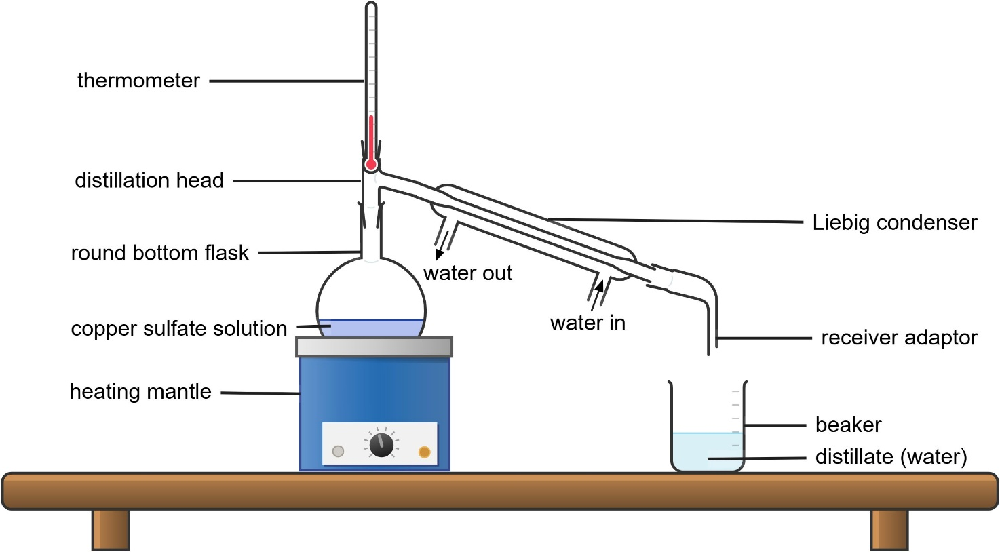 thermometer
distillation head
Liebig condenser
round bottom flask
water out
water in
copper sulfate solution
receiver adaptor
heating mantle
beaker
distillate (water)